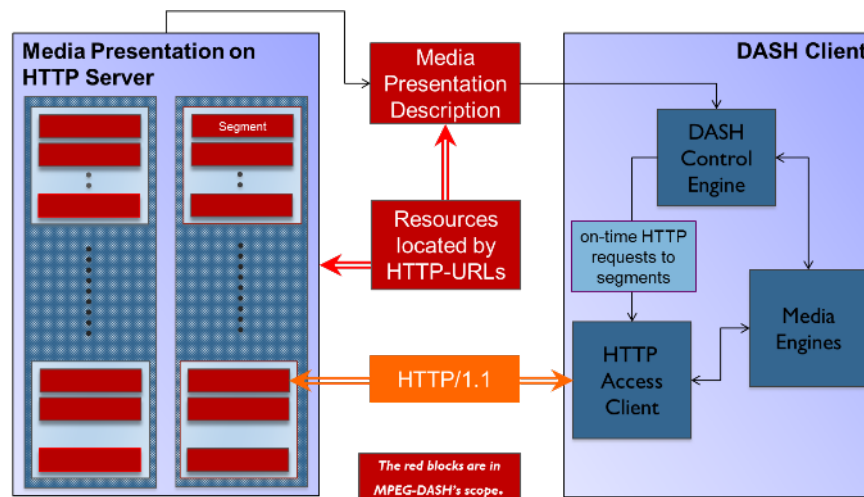 Media Presentation on
HTTP Server
Segment
Media
Presentation
Description
Resources
located by
HTTP-URLs
HTTP/1.1
The red blocks are in
MPEG-DASH's scope.
DASH Client
DASH
Control
Engine
on-time HTTP
requests to
segments
HTTP
Access
Client
Media
Engines